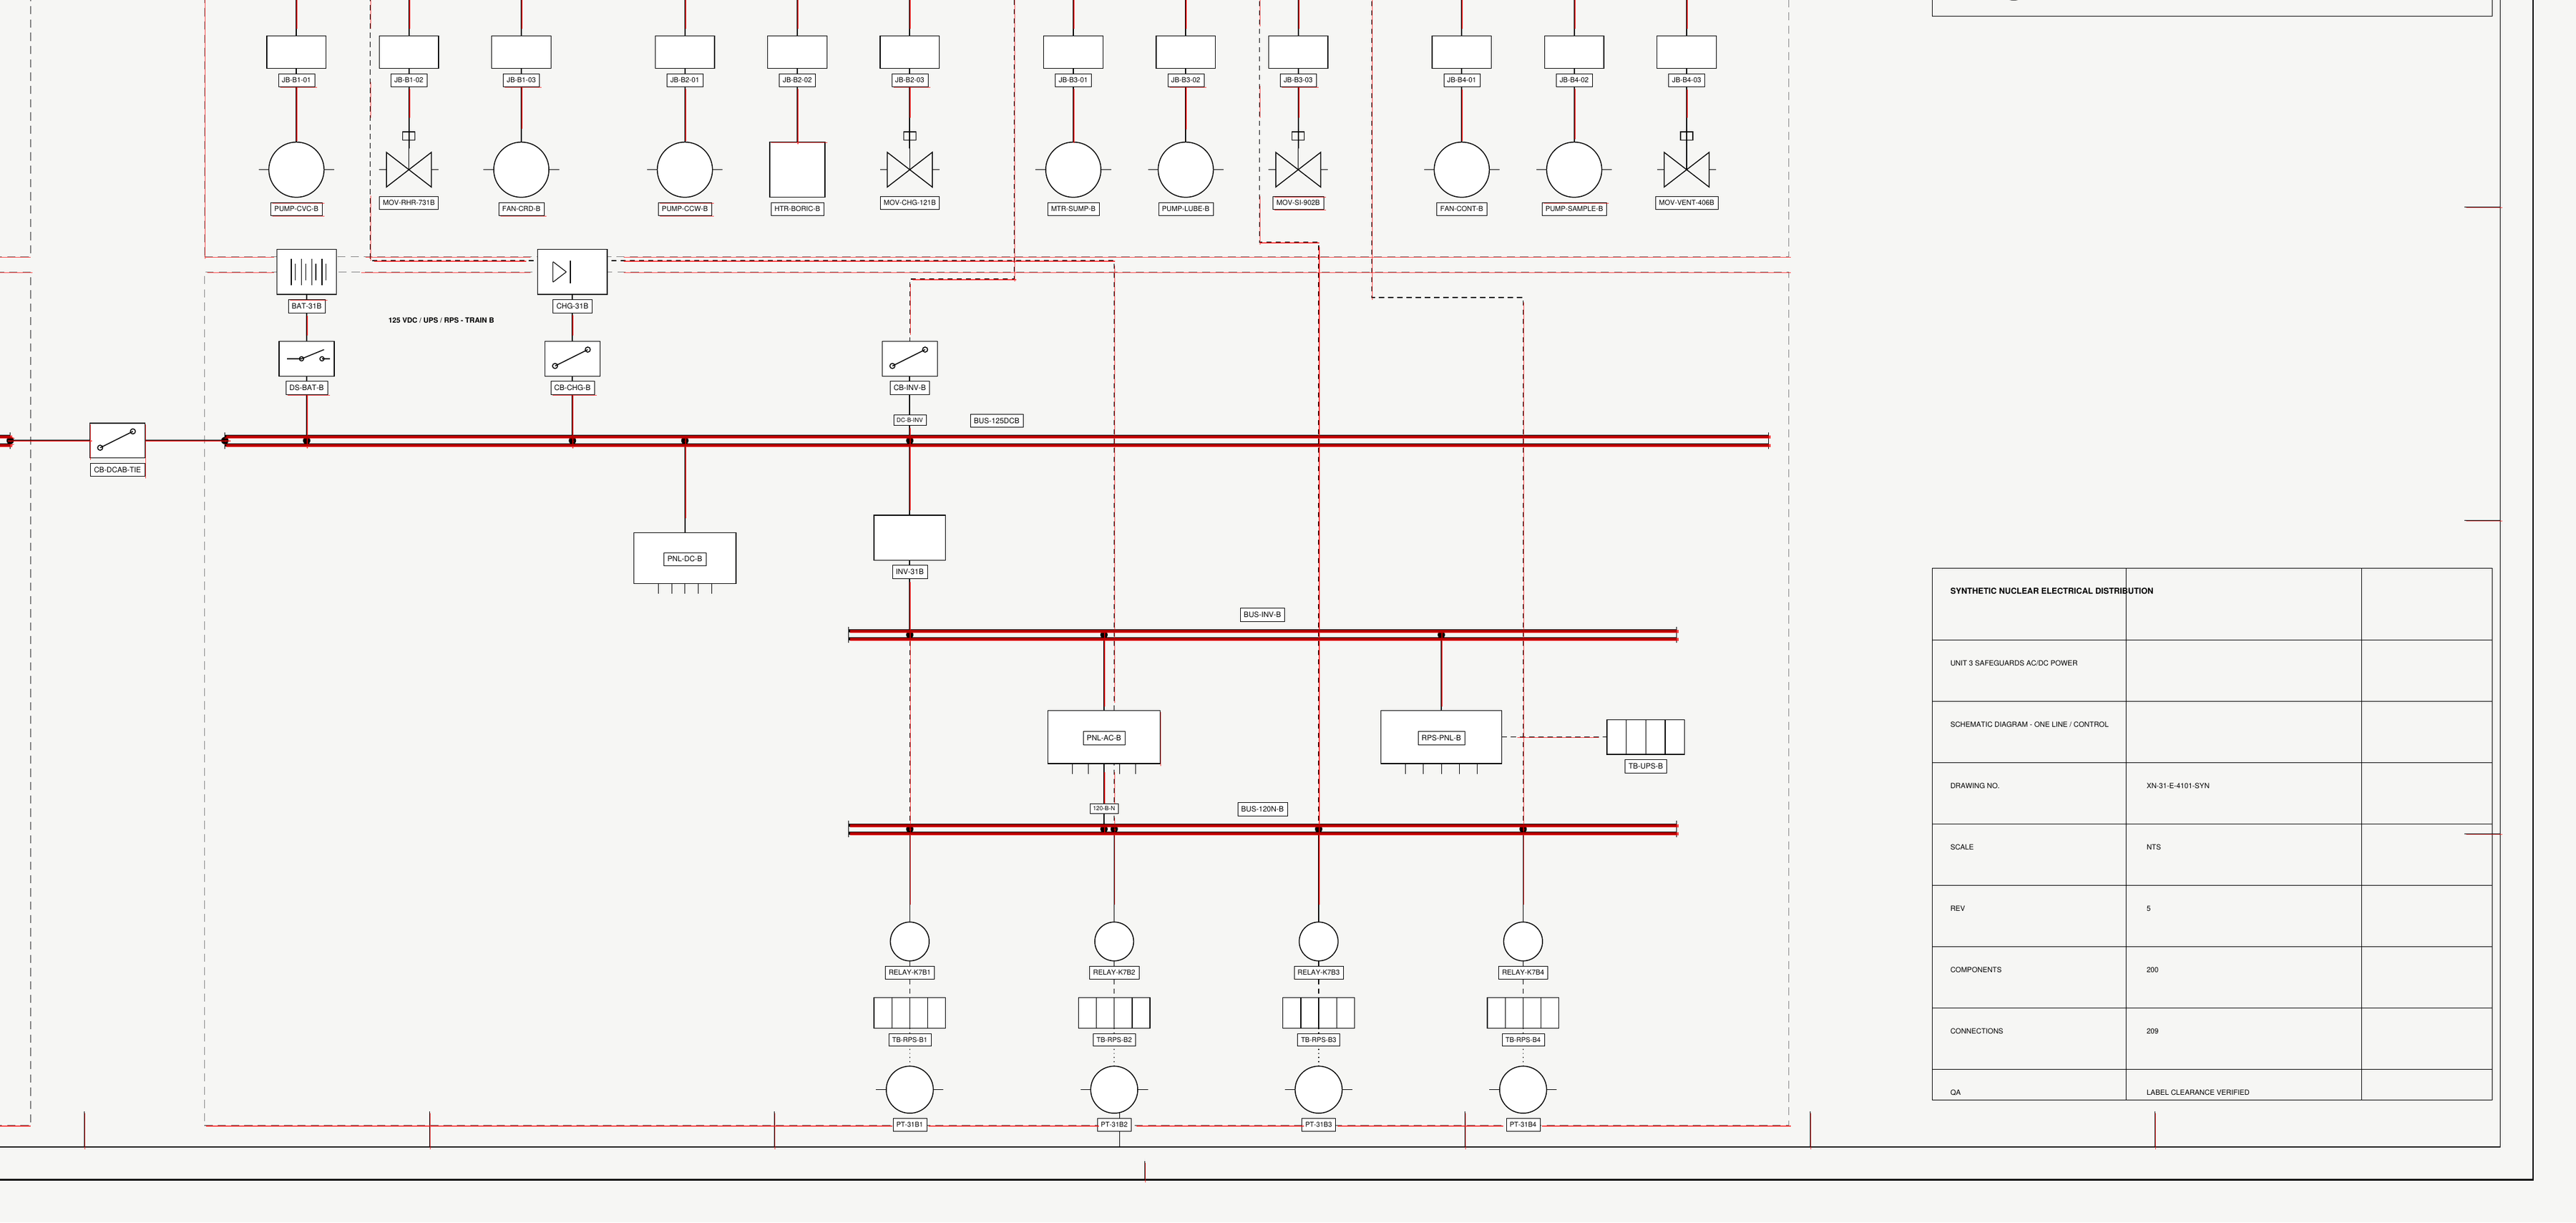 JB-B1-01
JB-B1-02
JB-B1-03
JB-B2-01
JB-B2-02
JB-B2-03
JB-B3-01
JB-B3-02
JB-B3-03
JB-B4-01
JB-B4-02
JB-B4-03
PUMP-CVC-B
MOV-RHR-731B
FAN-CRD-B
PUMP-CCW-B
HTR-BORIC-B
MOV-CHG-121B
MTR-SUMP-B
PUMP-LUBE-B
MOV-SI-902B
FAN-CONT-B
PUMP-SAMPLE-B
MOV-VENT-406B
BAT-31B
CHG-31B
125 VDC / UPS / RPS - TRAIN B
DS-BAT-B
CB-CHG-B
CB-INV-B
DC-B-INV
BUS-125DCB
CB-DCAB-TIE
PNL-DC-B
INV-31B
BUS-INV-B
PNL-AC-B
RPS-PNL-B
TB-UPS-B
120-B-N
BUS-120N-B
RELAY-K7B1
RELAY-K7B2
RELAY-K7B3
RELAY-K7B4
TB-RPS-B1
TB-RPS-B2
TB-RPS-B3
TB-RPS-B4
PT-31B1
PT-31B2
PT-31B3
PT-31B4
SYNTHETIC NUCLEAR ELECTRICAL DISTRIBUTION
UNIT 3 SAFEGUARDS AC/DC POWER
SCHEMATIC DIAGRAM - ONE LINE / CONTROL
DRAWING NO. XN-31-E-4101-SYN
SCALE NTS
REV 5
COMPONENTS 200
CONNECTIONS 209
QA LABEL CLEARANCE VERIFIED